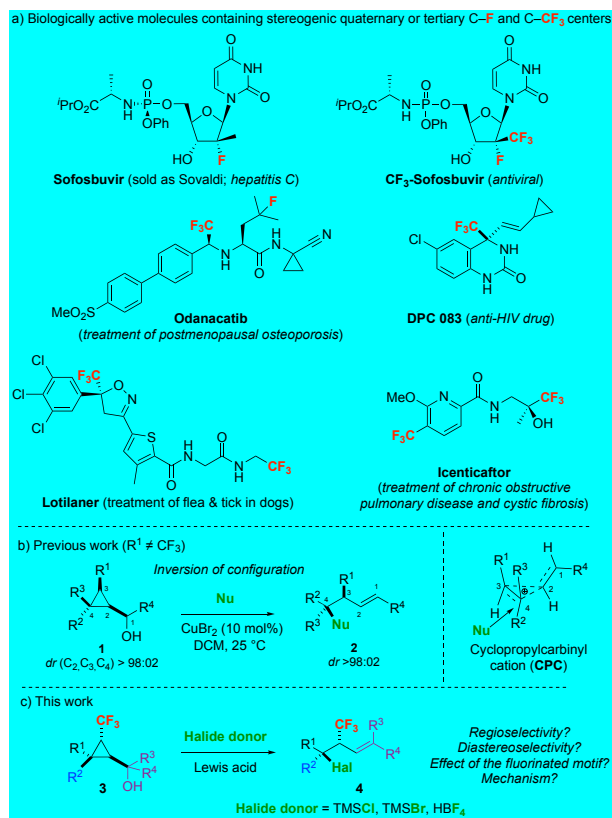 a) Biologically active molecules containing stereogenic quaternary or tertiary C–F and C–CF3 centers
O
NH
N
O
iPrO2C
N
H
O
P
OPh
O
O
HO
F
Sofosbuvir (sold as Sovaldi; hepatitis C)
O
NH
N
O
iPrO2C
N
H
O
P
OPh
O
O
CF3
HO
F
CF3-Sofosbuvir (antiviral)
F
F3C
N
H
O
H
N
N
MeO2S
Odanacatib
(treatment of postmenopausal osteoporosis)
F3C
Cl
NH
N
H
O
DPC 083 (anti-HIV drug)
Cl
Cl
Cl
F3C
O
N
S
O
H
N
O
N
H
CF3
Lotilaner (treatment of flea & tick in dogs)
MeO
N
F3C
O
H
N
CF3
OH
Icenticaftor
(treatment of chronic obstructive
pulmonary disease and cystic fibrosis)
b) Previous work (R1 ≠ CF3)
Inversion of configuration
R1
R3
R2
3
4
2
1
R4
OH
1
dr (C2,C3,C4) > 98:02
Nu
CuBr2 (10 mol%)
DCM, 25 °C
R1
R2
R3
4
3
2
1
R4
Nu
2
dr >98:02
R1
R3
H
R4
3
1
2
4
H
H
R2
Nu
⊕
Cyclopropylcarbinyl
cation (CPC)
c) This work
CF3
R1
R2
R3
R4
OH
3
Halide donor
Lewis acid
CF3
R1
R2
R3
R4
Hal
4
Regioselectivity?
Diastereoselectivity?
Effect of the fluorinated motif?
Mechanism?
Halide donor = TMSCl, TMSBr, HBF4